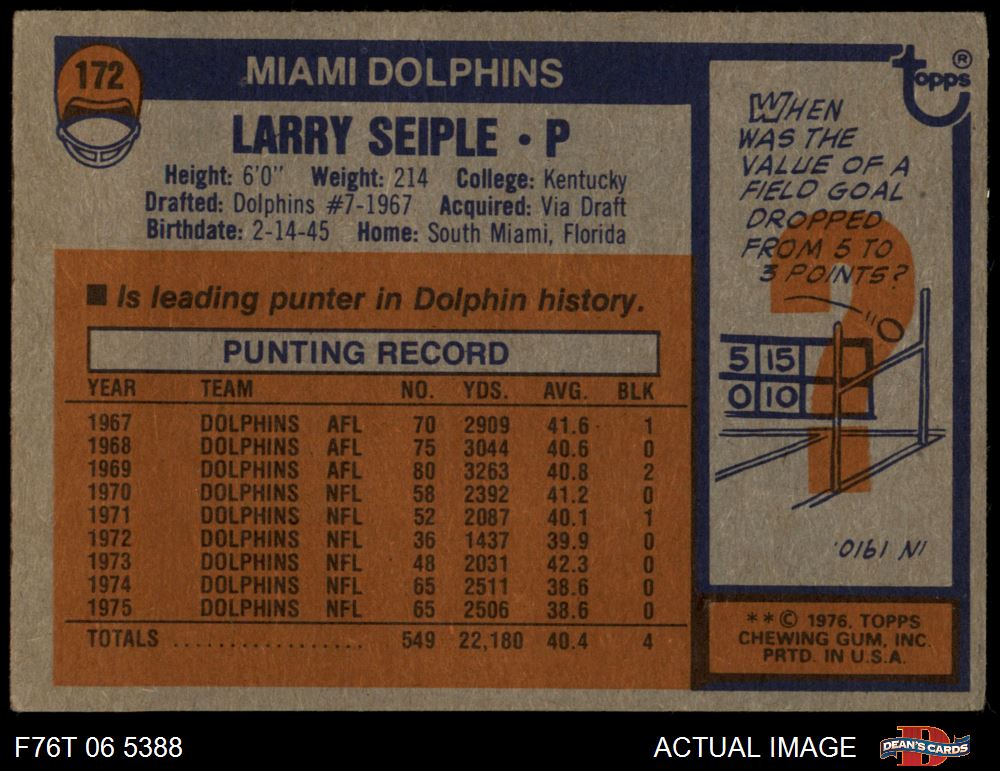 172
MIAMI DOLPHINS
LARRY SEIPLE • P
Height: 6'0" Weight: 214 College: Kentucky
Drafted: Dolphins #7-1967 Acquired: Via Draft
Birthdate: 2-14-45 Home: South Miami, Florida
■ Is leading punter in Dolphin history.
PUNTING RECORD
YEAR TEAM NO. YDS. AVG. BLK
1967 DOLPHINS AFL 70 2909 41.6 1
1968 DOLPHINS AFL 75 3044 40.6 0
1969 DOLPHINS AFL 80 3263 40.8 2
1970 DOLPHINS NFL 58 2392 41.2 0
1971 DOLPHINS NFL 52 2087 40.1 1
1972 DOLPHINS NFL 36 1437 39.9 0
1973 DOLPHINS NFL 48 2031 42.3 0
1974 DOLPHINS NFL 65 2511 38.6 0
1975 DOLPHINS NFL 65 2506 38.6 0
TOTALS .................. 549 22,180 40.4 4
topps ®
WHEN
WAS THE
VALUE OF A
FIELD GOAL
DROPPED
FROM 5 TO
3 POINTS?
?
5 15
0 10
IN 1910.
**© 1976, TOPPS
CHEWING GUM, INC.
PRTD. IN U.S.A.
F76T 06 5388
ACTUAL IMAGE
D
DEAN'S CARDS